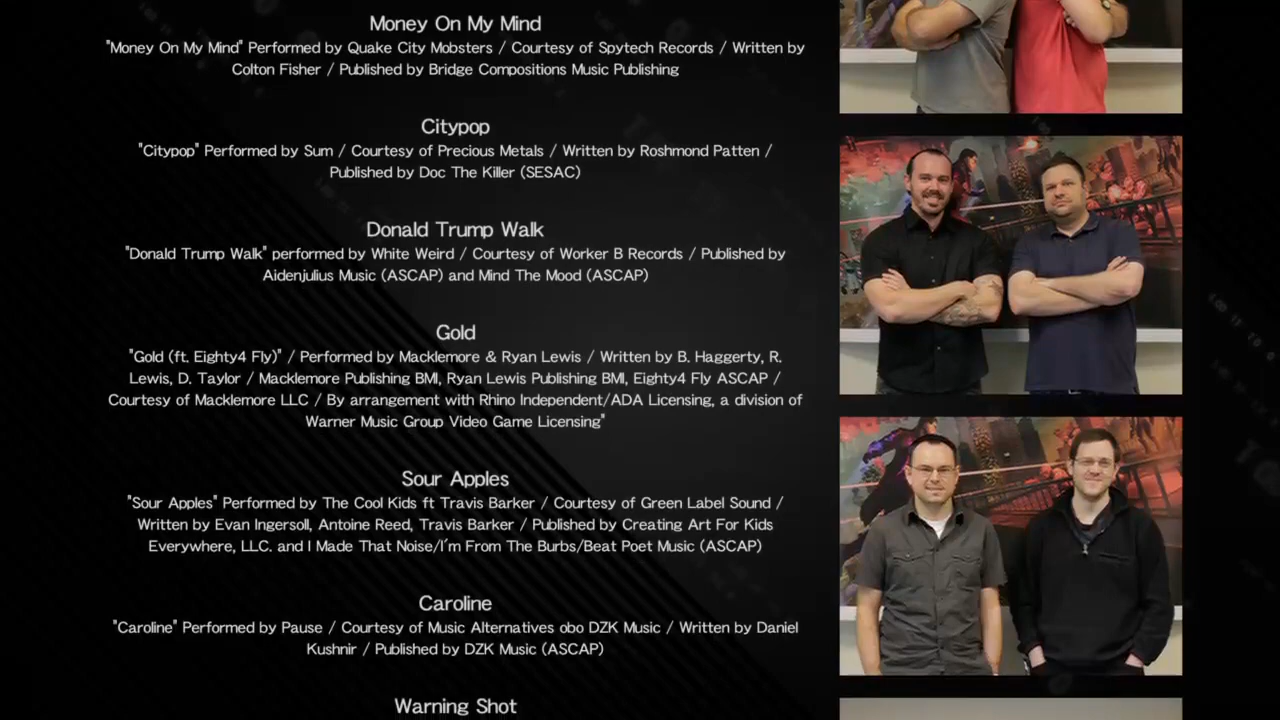 Money On My Mind
"Money On My Mind" Performed by Quake City Mobsters / Courtesy of Spytech Records / Written by
Colton Fisher / Published by Bridge Compositions Music Publishing
Citypop
"Citypop" Performed by Sum / Courtesy of Precious Metals / Written by Roshmond Patten /
Published by Doc The Killer (SESAC)
Donald Trump Walk
"Donald Trump Walk" performed by White Weird / Courtesy of Worker B Records / Published by
Aidenjulius Music (ASCAP) and Mind The Mood (ASCAP)
Gold
"Gold (ft. Eighty4 Fly)" / Performed by Macklemore & Ryan Lewis / Written by B. Haggerty, R.
Lewis, D. Taylor / Macklemore Publishing BMI, Ryan Lewis Publishing BMI, Eighty4 Fly ASCAP /
Courtesy of Macklemore LLC / By arrangement with Rhino Independent/ADA Licensing, a division of
Warner Music Group Video Game Licensing"
Sour Apples
"Sour Apples" Performed by The Cool Kids ft Travis Barker / Courtesy of Green Label Sound /
Written by Evan Ingersoll, Antoine Reed, Travis Barker / Published by Creating Art For Kids
Everywhere, LLC. and I Made That Noise/I'm From The Burbs/Beat Poet Music (ASCAP)
Caroline
"Caroline" Performed by Pause / Courtesy of Music Alternatives obo DZK Music / Written by Daniel
Kushnir / Published by DZK Music (ASCAP)
Warning Shot